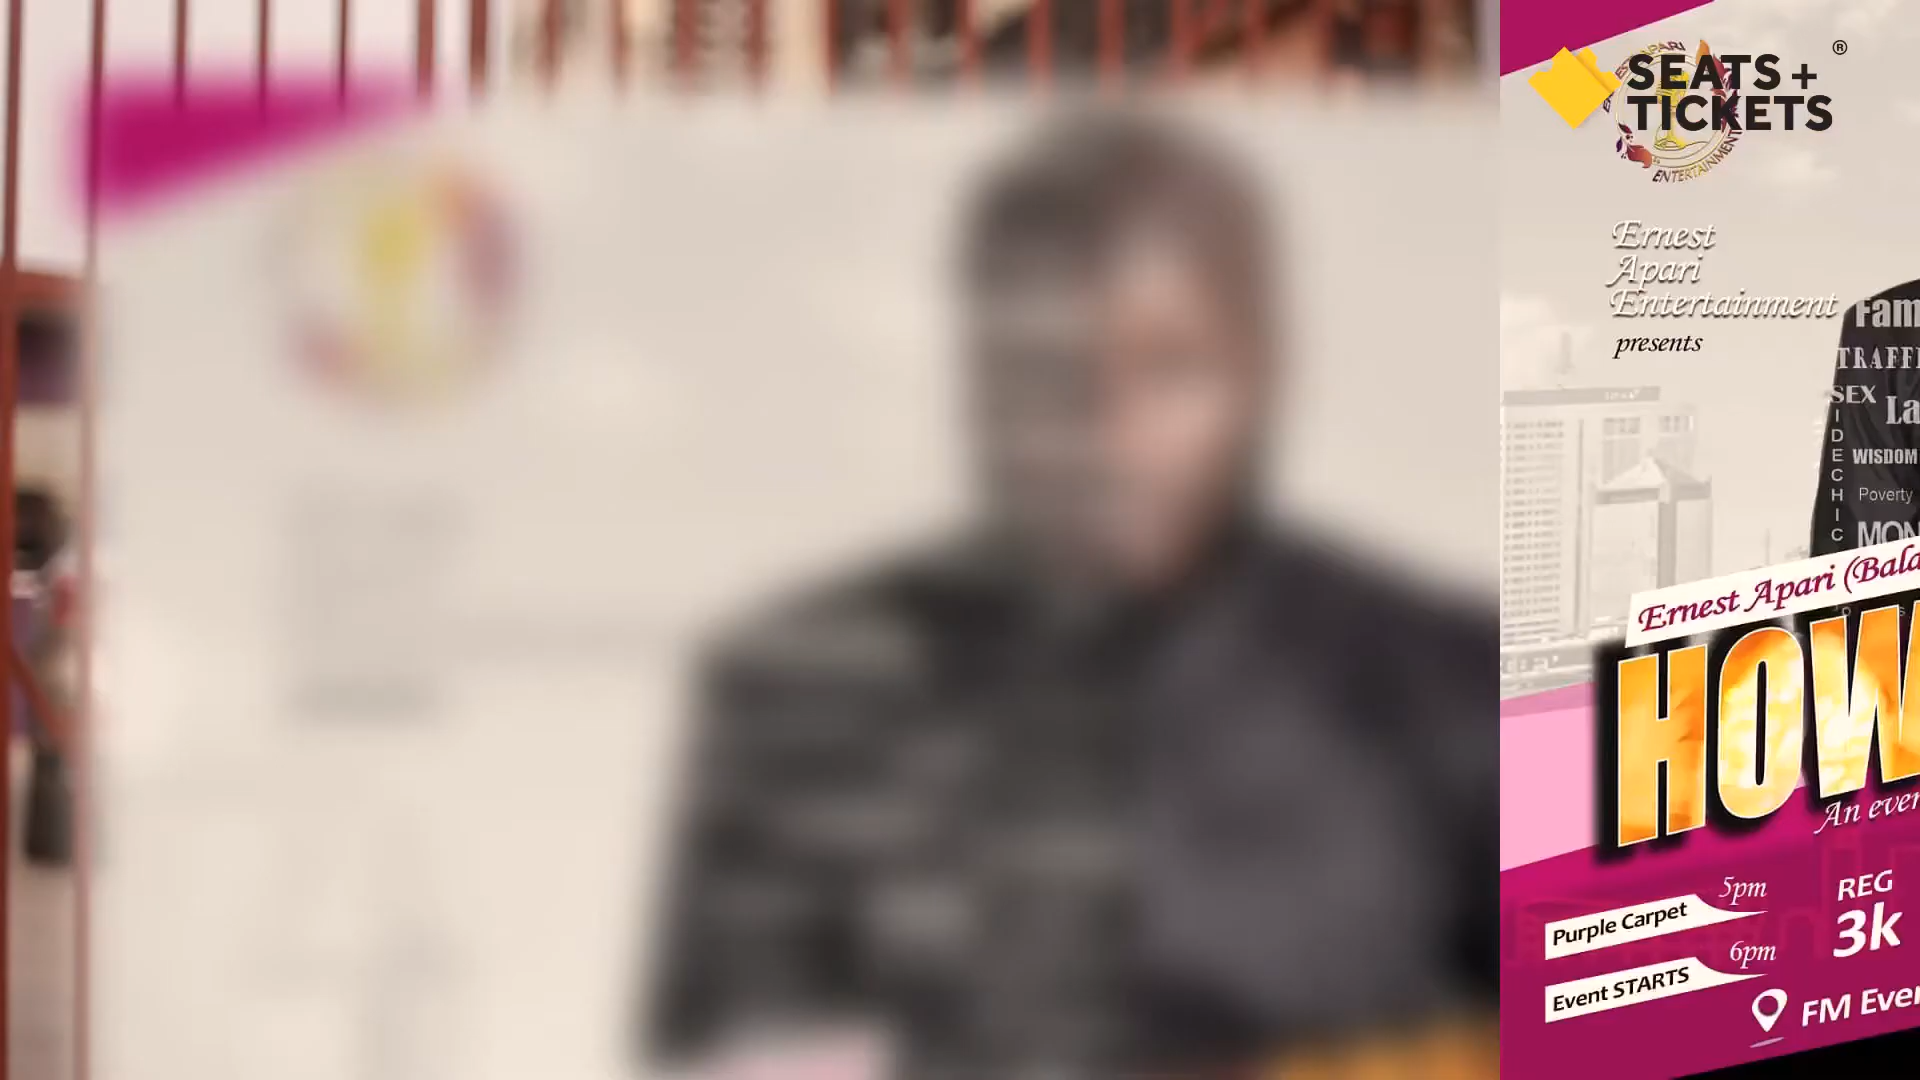 SEATS +
TICKETS
®
ENTERTAINMENT
Ernest
Apari
Entertainment
presents
Fam
TRAFFI
SEX
La
SIDECHIC
WISDOM
Poverty
MON
Ernest Apari (Bala
HOW
An even
5pm
Purple Carpet
6pm
Event STARTS
REG
3k
FM Even